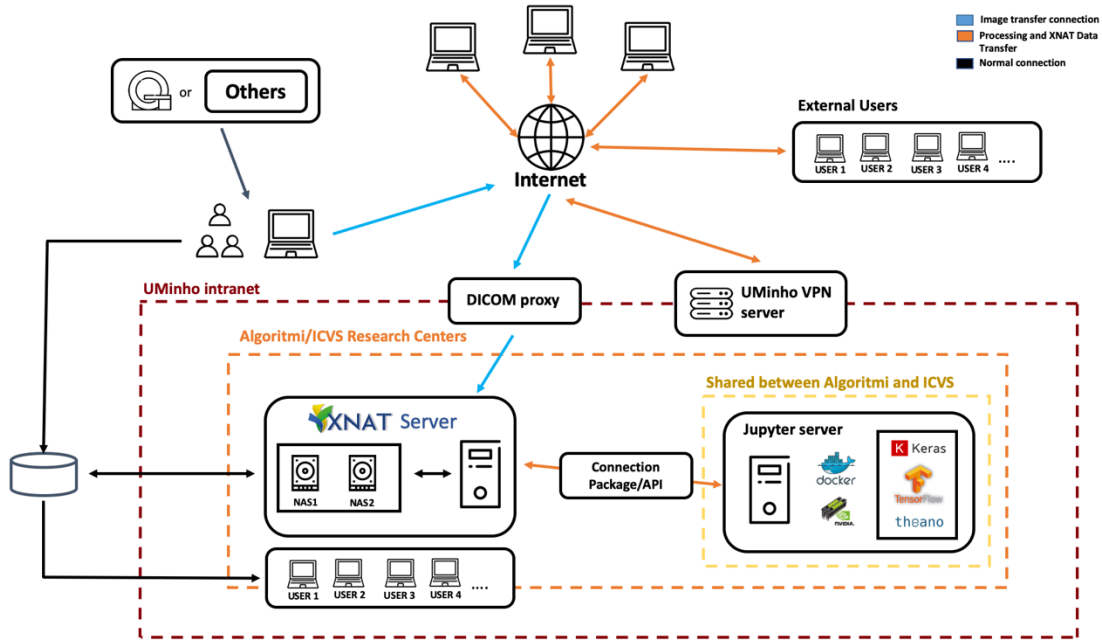 Image transfer connection
Processing and XNAT Data
Transfer
Normal connection
or
Others
External Users
USER 1
USER 2
USER 3
USER 4
....
Internet
UMinho intranet
DICOM proxy
UMinho VPN
server
Algoritmi/ICVS Research Centers
Shared between Algoritmi and ICVS
XNAT Server
Jupyter server
K Keras
NAS1
NAS2
Connection
Package/API
docker
TensorFlow
NVIDIA.
theano
USER 1
USER 2
USER 3
USER 4
....